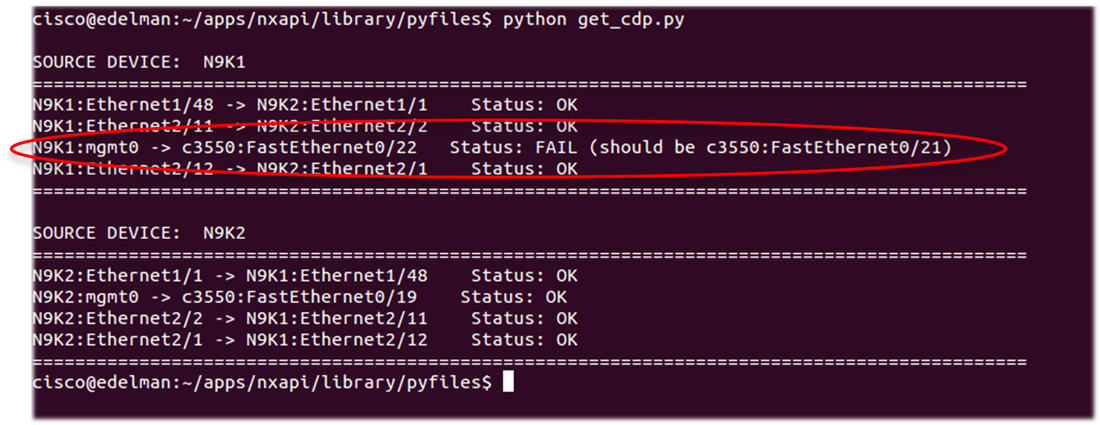 cisco@edelman:~/apps/nxapi/library/pyfiles$ python get_cdp.py
SOURCE DEVICE:  N9K1
=============================================================================================
N9K1:Ethernet1/48 -> N9K2:Ethernet1/1    Status: OK
N9K1:Ethernet2/11 -> N9K2:Ethernet2/2    Status: OK
N9K1:mgmt0 -> c3550:FastEthernet0/22   Status: FAIL (should be c3550:FastEthernet0/21)
N9K1:Ethernet2/12 -> N9K2:Ethernet2/1    Status: OK
=============================================================================================
SOURCE DEVICE:  N9K2
=============================================================================================
N9K2:Ethernet1/1 -> N9K1:Ethernet1/48    Status: OK
N9K2:mgmt0 -> c3550:FastEthernet0/19    Status: OK
N9K2:Ethernet2/2 -> N9K1:Ethernet2/11    Status: OK
N9K2:Ethernet2/1 -> N9K1:Ethernet2/12    Status: OK
=============================================================================================
cisco@edelman:~/apps/nxapi/library/pyfiles$